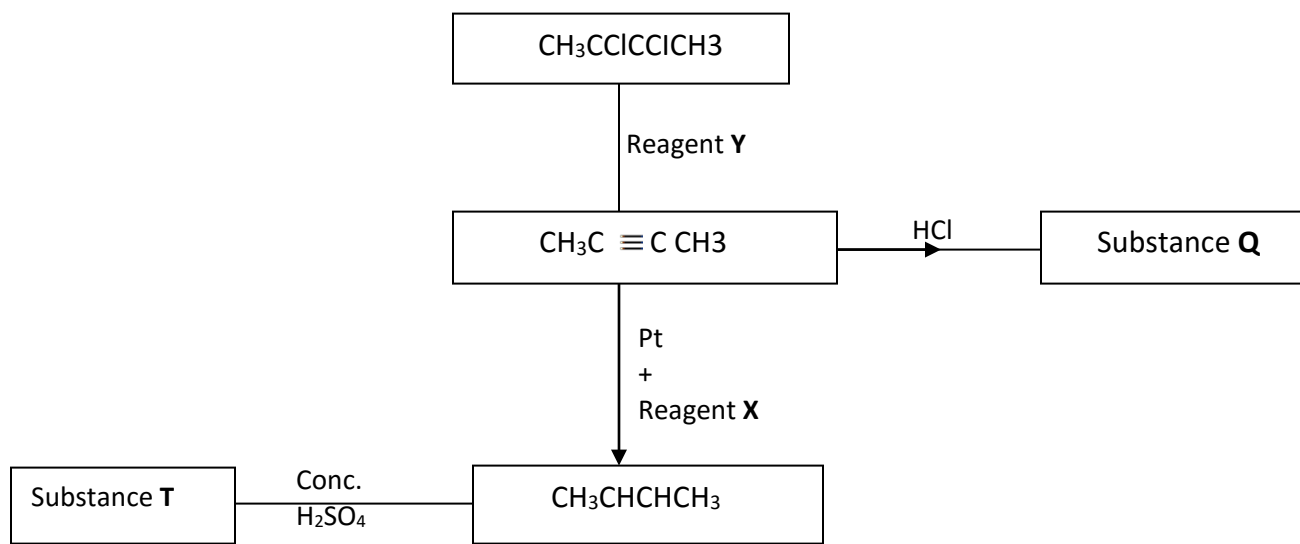 CH₃CClCClCH3
Reagent Y
CH₃C ≡ C CH3
HCl
Substance Q
Pt
+
Reagent X
Substance T
Conc.
H₂SO₄
CH₃CHCHCH₃